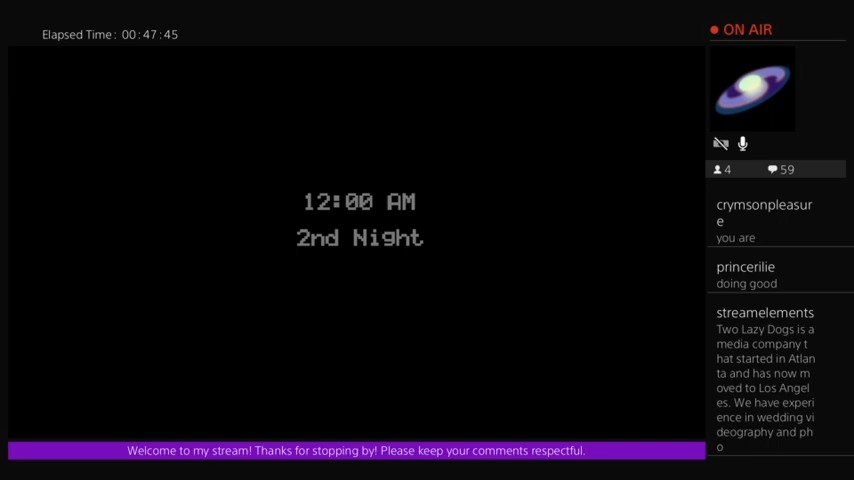 Elapsed Time: 00:47:45
ON AIR
4 59
12:00 AM
2nd Night
crymsonpleasur
e
you are
princerilie
doing good
streamelements
Two Lazy Dogs is a
media company t
hat started in Atlan
ta and has now m
oved to Los Angel
es. We have experi
ence in wedding vi
deography and ph
o
Welcome to my stream! Thanks for stopping by! Please keep your comments respectful.